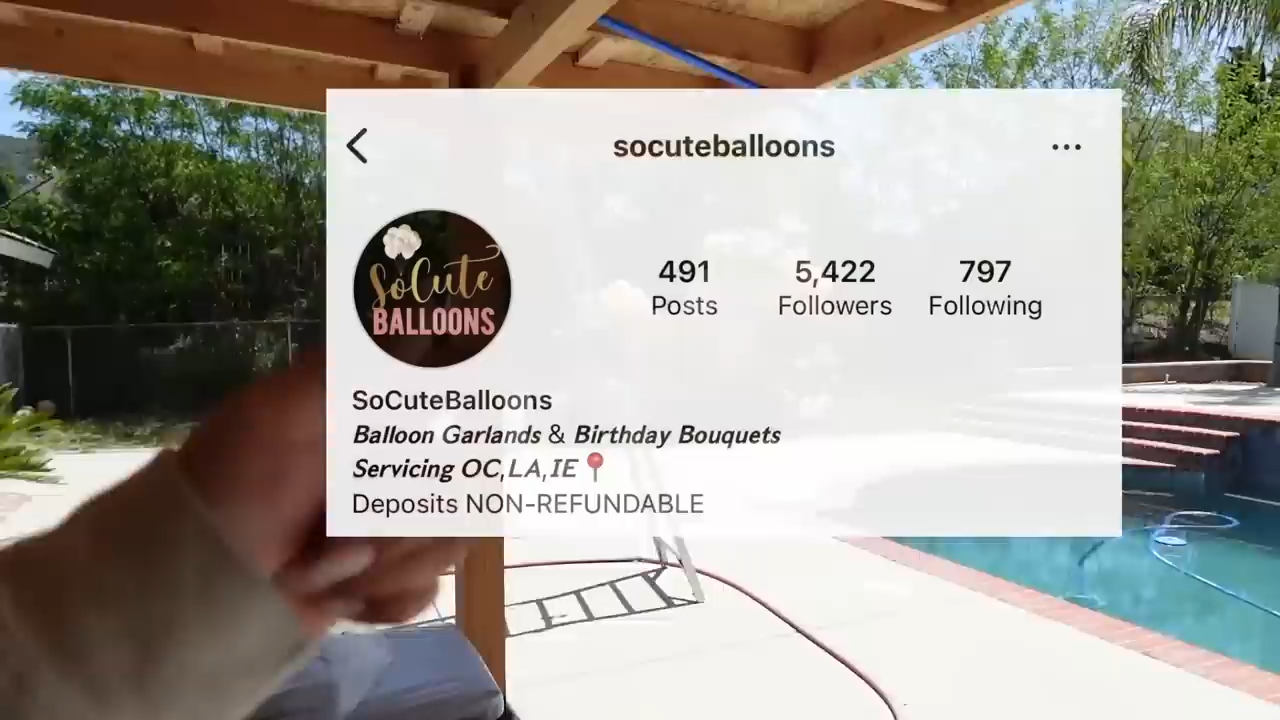 socuteballoons
SoCute
BALLOONS
491
Posts
5,422
Followers
797
Following
SoCuteBalloons
Balloon Garlands & Birthday Bouquets
Servicing OC,LA,IE📍
Deposits NON-REFUNDABLE